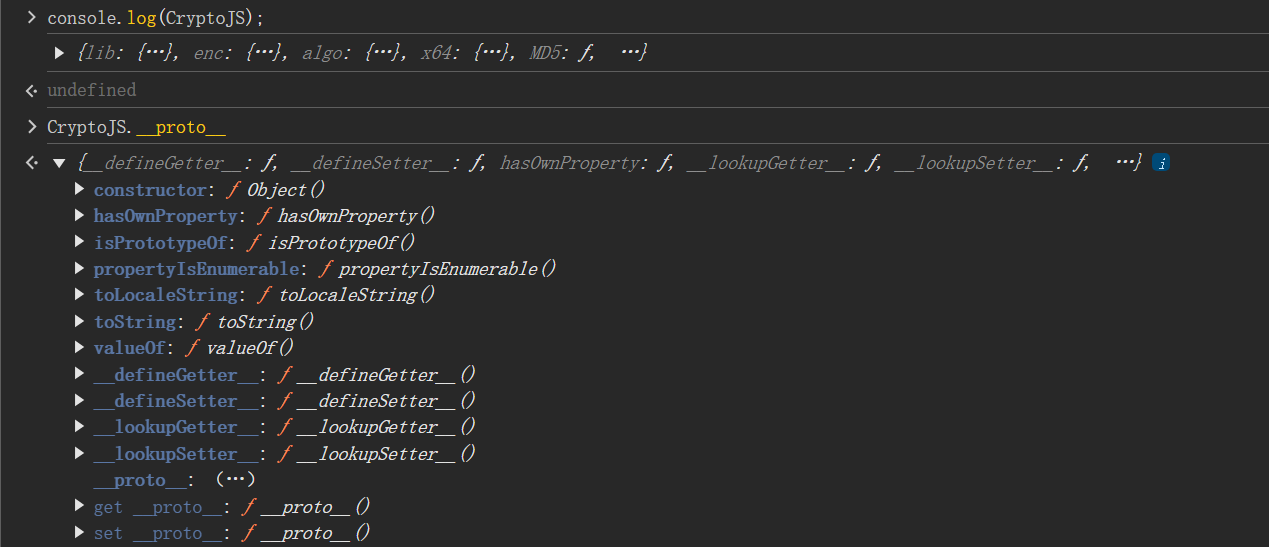 > console.log(CryptoJS);
▶ {lib: {…}, enc: {…}, algo: {…}, x64: {…}, MD5: ƒ, …}
undefined
> CryptoJS.__proto__
▼ {__defineGetter__: ƒ, __defineSetter__: ƒ, hasOwnProperty: ƒ, __lookupGetter__: ƒ, __lookupSetter__: ƒ, …} i
▶ constructor: ƒ Object()
▶ hasOwnProperty: ƒ hasOwnProperty()
▶ isPrototypeOf: ƒ isPrototypeOf()
▶ propertyIsEnumerable: ƒ propertyIsEnumerable()
▶ toLocaleString: ƒ toLocaleString()
▶ toString: ƒ toString()
▶ valueOf: ƒ valueOf()
▶ __defineGetter__: ƒ __defineGetter__()
▶ __defineSetter__: ƒ __defineSetter__()
▶ __lookupGetter__: ƒ __lookupGetter__()
▶ __lookupSetter__: ƒ __lookupSetter__()
__proto__: (…)
▶ get __proto__: ƒ __proto__()
▶ set __proto__: ƒ __proto__()